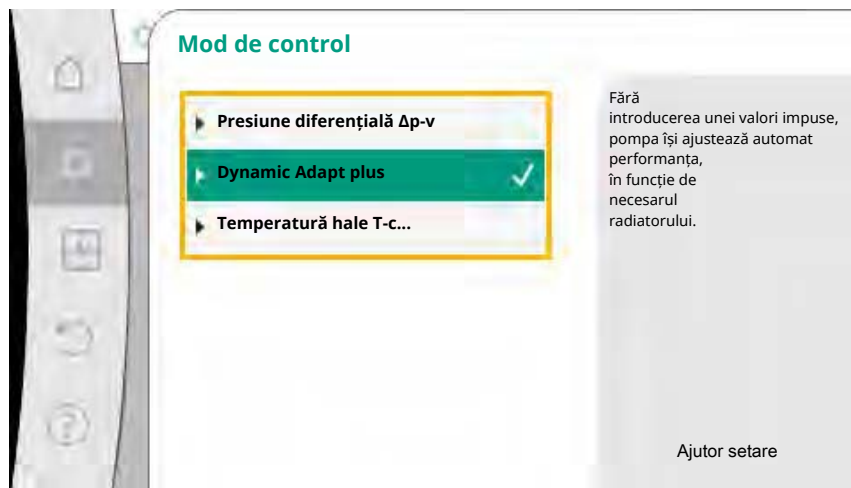 Mod de control
Presiune diferențială Δp-v
Dynamic Adapt plus
Temperatură hale T-c...
Fără
introducerea unei valori impuse,
pompa își ajustează automat
performanța,
în funcție de
necesarul
radiatorului.
Ajutor setare